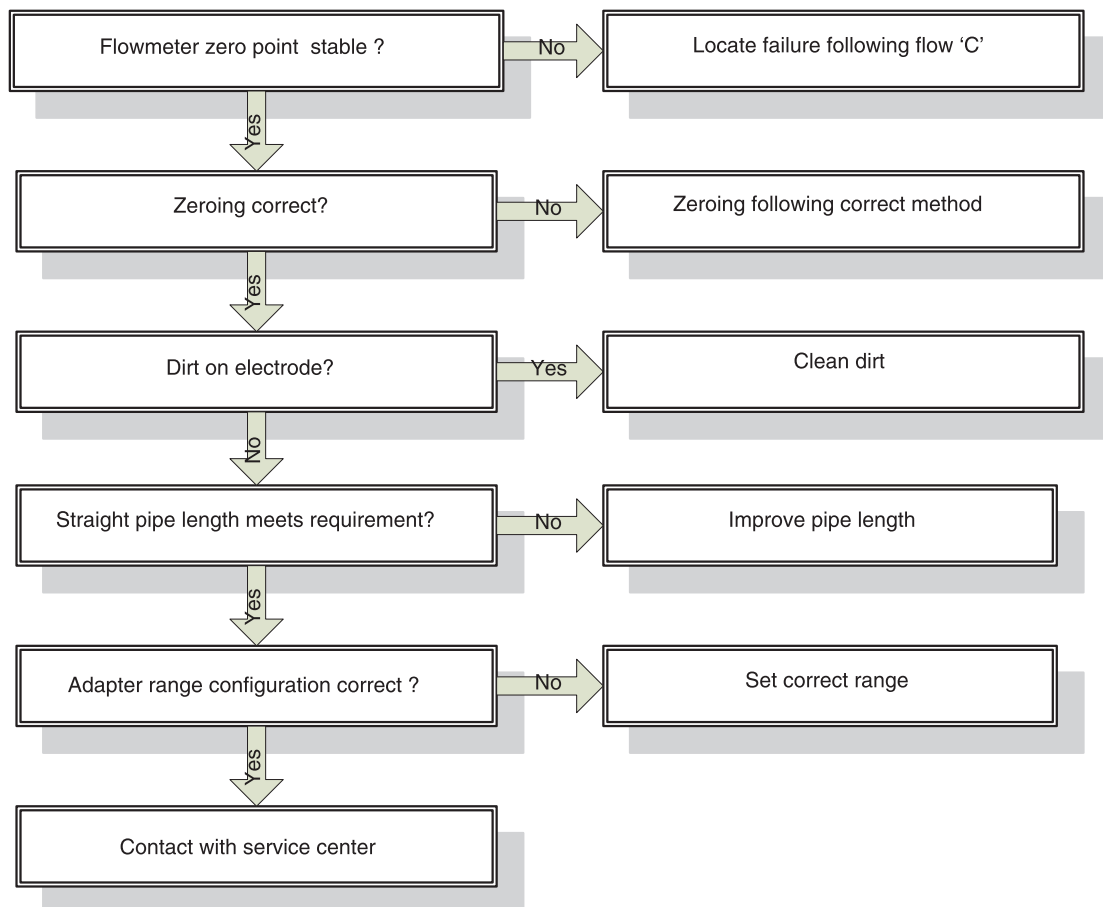 Flowmeter zero point  stable ?
No
Locate failure following flow ‘C’
Yes
Zeroing correct?
No
Zeroing following correct method
Yes
Dirt on electrode?
Yes
Clean dirt
No
Straight pipe length meets requirement?
No
Improve pipe length
Yes
Adapter range configuration correct ?
No
Set correct range
Yes
Contact with service center